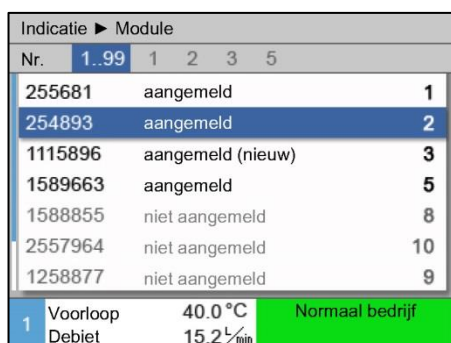 Indicatie ► Module
Nr. 1..99 1 2 3 5
255681 aangemeld 1
254893 aangemeld 2
1115896 aangemeld (nieuw) 3
1589663 aangemeld 5
1588855 niet aangemeld 8
2557964 niet aangemeld 10
1258877 niet aangemeld 9
1 Voorloop 40.0 °C Normaal bedrijf
Debiet 15.2 L/min